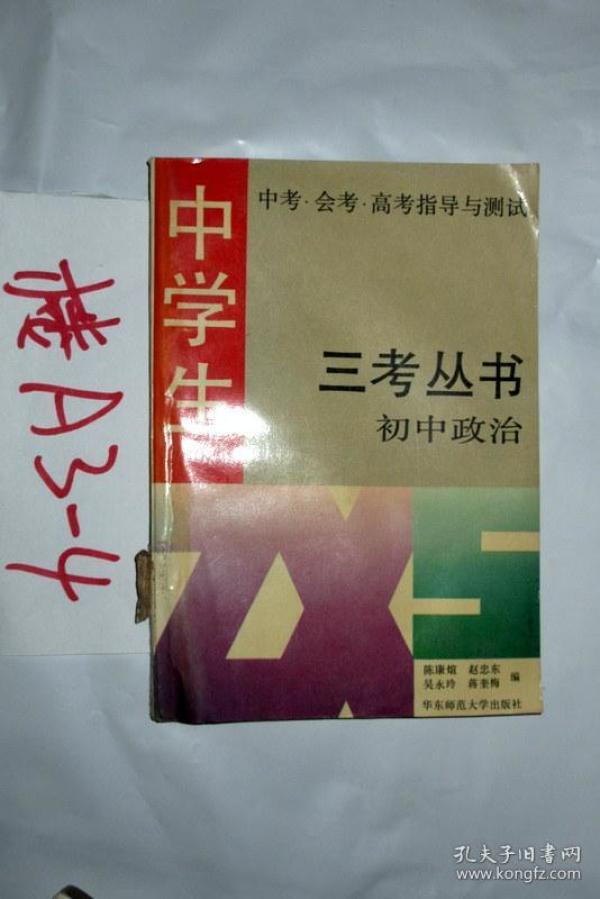 中学生
中考·会考·高考指导与测试
三考丛书
初中政治
陈康煊 赵忠东
吴永玲 蒋奎梅 编
华东师范大学出版社
A3-4
孔夫子旧书网
www.kongfz.com